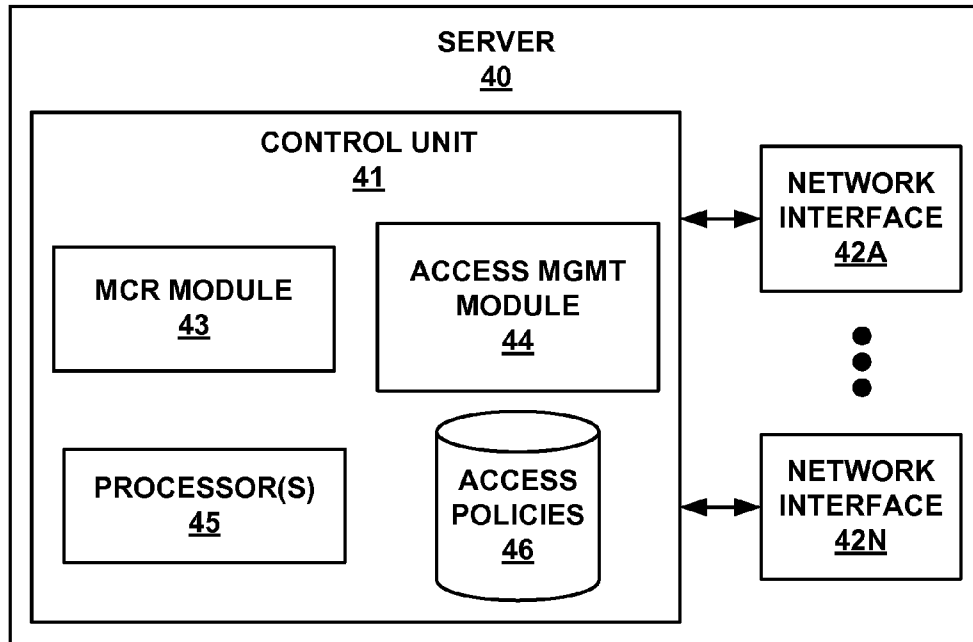 SERVER
40
CONTROL UNIT
41
MCR MODULE
43
ACCESS MGMT
MODULE
44
PROCESSOR(S)
45
ACCESS
POLICIES
46
NETWORK
INTERFACE
42A
NETWORK
INTERFACE
42N